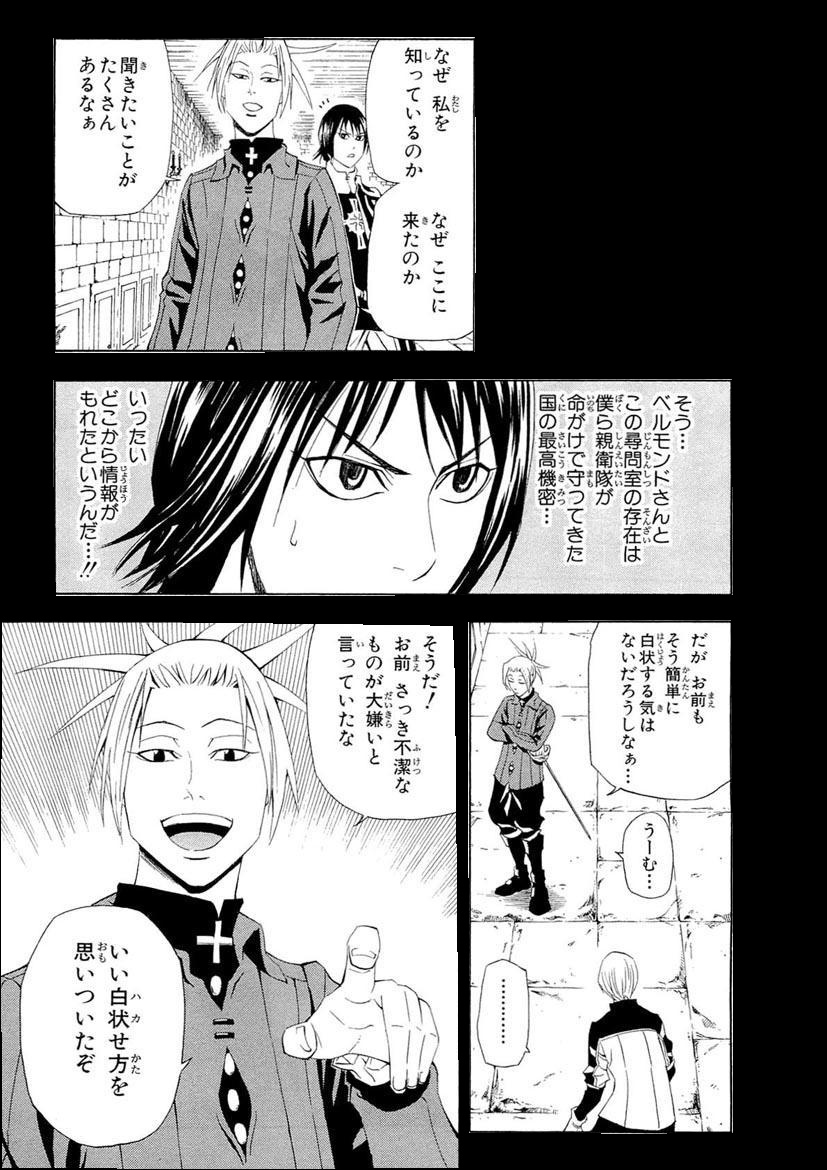 なぜ 私を
知っているのか
なぜ ここに
来たのか
聞きたいことが
たくさん
あるなぁ
そう…
ベルモンドさんと
この尋問室の存在は
僕ら親衛隊が
命がけで守ってきた
国の最高機密…
いったい
どこから情報が
もれたというんだ…!!
だが お前も
そう簡単に
白状する気は
ないだろうしなぁ…
うーむ…
…………
そうだ!
お前 さっき不潔な
ものが大嫌いと
言っていたな
いい白状せ方を
思いついたぞ